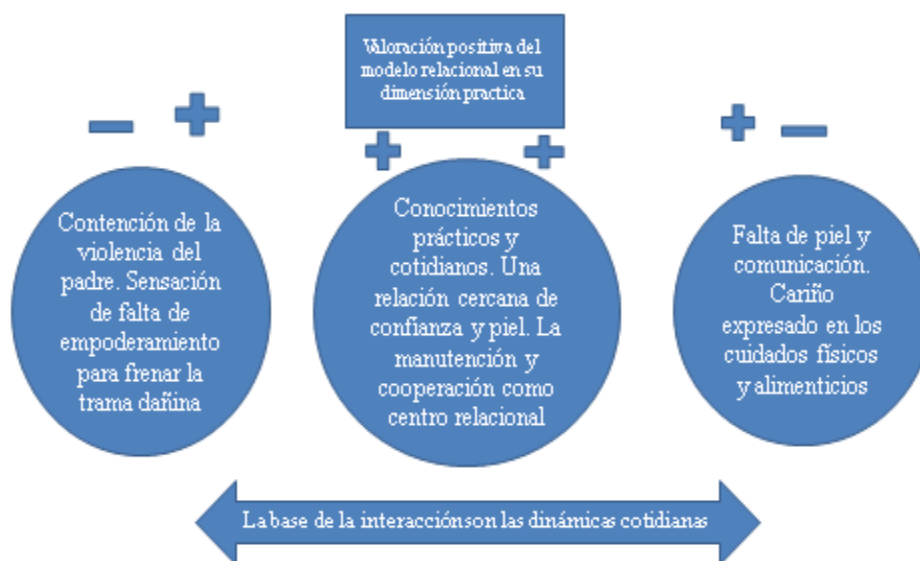 Valoración positiva del
modelo relacional en su
dimensión practica
Contención de la
violencia del
padre. Sensación
de falta de
empoderamiento
para frenar la
trama dañina
Conocimientos
prácticos y
cotidianos. Una
relación cercana de
confianza y piel. La
manutención y
cooperación como
centro relacional
Falta de piel y
comunicación.
Cariño
expresado en los
cuidados físicos
y alimenticios
La base de la interacción son las dinámicas cotidianas